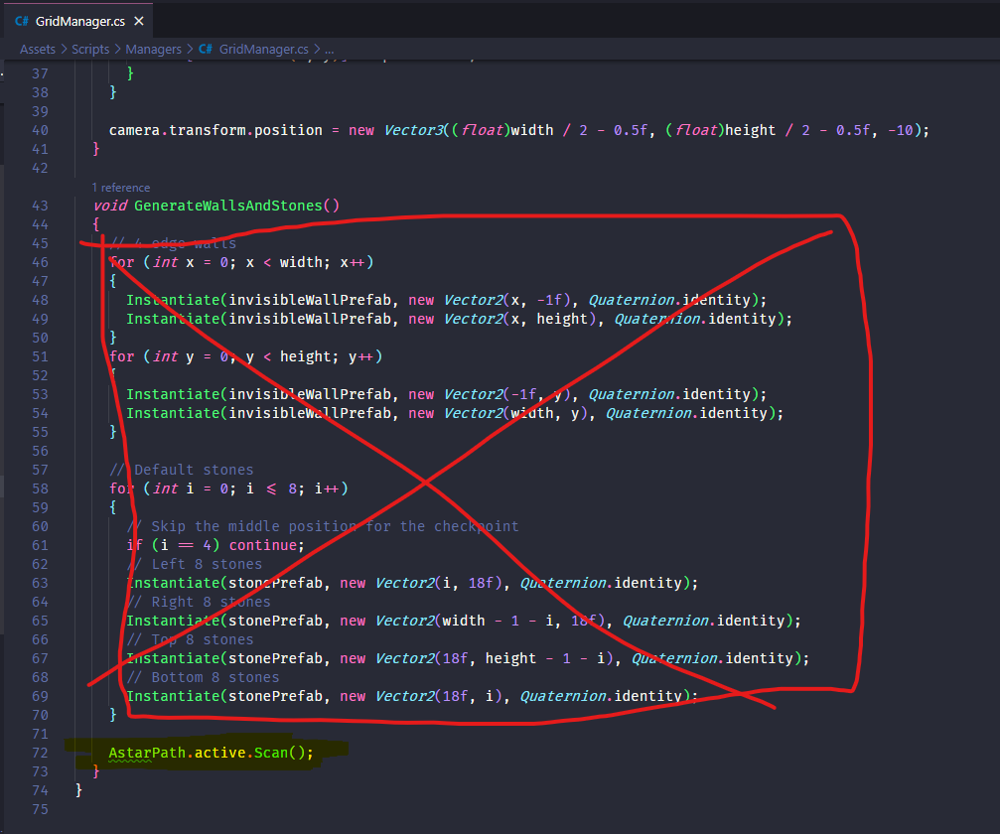 C# GridManager.cs ×
Assets > Scripts > Managers > C# GridManager.cs > ...
37 }
38 }
39
40 camera.transform.position = new Vector3((float)width / 2 - 0.5f, (float)height / 2 - 0.5f, -10);
41 }
42
1 reference
43 void GenerateWallsAndStones()
44 {
45 // 4 edge walls
46 for (int x = 0; x < width; x++)
47 {
48 Instantiate(invisibleWallPrefab, new Vector2(x, -1f), Quaternion.identity);
49 Instantiate(invisibleWallPrefab, new Vector2(x, height), Quaternion.identity);
50 }
51 for (int y = 0; y < height; y++)
52 {
53 Instantiate(invisibleWallPrefab, new Vector2(-1f, y), Quaternion.identity);
54 Instantiate(invisibleWallPrefab, new Vector2(width, y), Quaternion.identity);
55 }
56
57 // Default stones
58 for (int i = 0; i <= 8; i++)
59 {
60 // Skip the middle position for the checkpoint
61 if (i == 4) continue;
62 // Left 8 stones
63 Instantiate(stonePrefab, new Vector2(i, 18f), Quaternion.identity);
64 // Right 8 stones
65 Instantiate(stonePrefab, new Vector2(width - 1 - i, 18f), Quaternion.identity);
66 // Top 8 stones
67 Instantiate(stonePrefab, new Vector2(18f, height - 1 - i), Quaternion.identity);
68 // Bottom 8 stones
69 Instantiate(stonePrefab, new Vector2(18f, i), Quaternion.identity);
70 }
71
72 AstarPath.active.Scan();
73 }
74 }
75